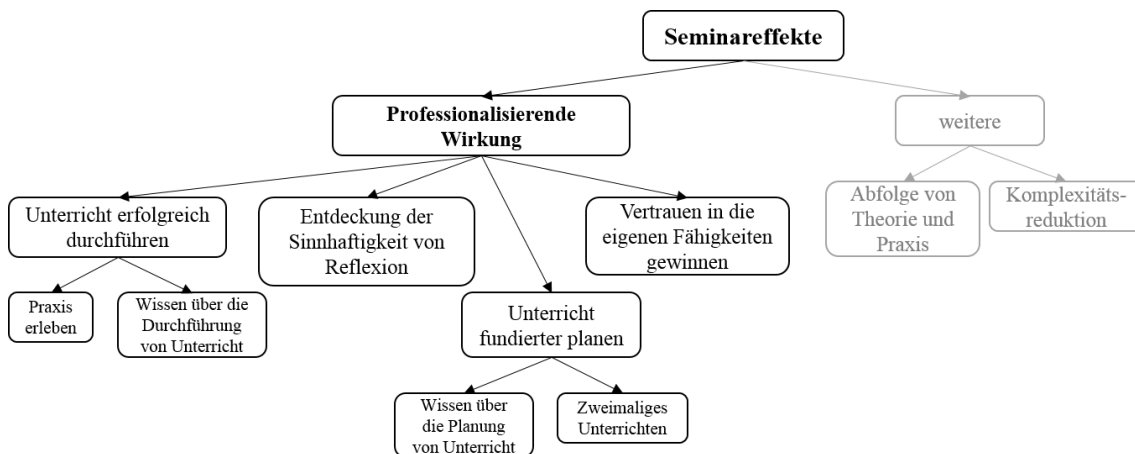 Seminareffekte
Professionalisierende
Wirkung
weitere
Unterricht erfolgreich
durchführen
Entdeckung der
Sinnhaftigkeit von
Reflexion
Vertrauen in die
eigenen Fähigkeiten
gewinnen
Abfolge von
Theorie und
Praxis
Komplexitäts-
reduktion
Praxis
erleben
Wissen über die
Durchführung
von Unterricht
Unterricht
fundierter planen
Wissen über
die Planung
von Unterricht
Zweimaliges
Unterrichten